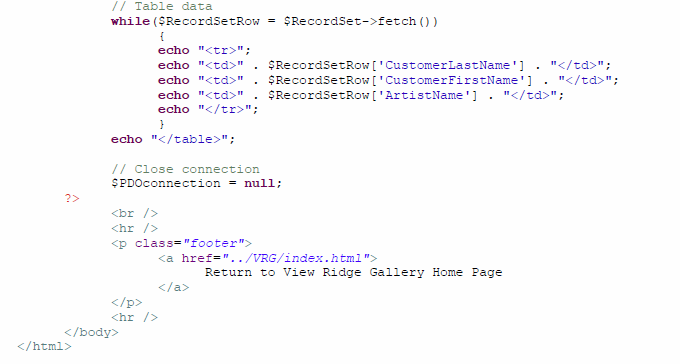 // Table data
while($RecordSetRow = $RecordSet->fetch())
{
echo "<tr>";
echo "<td>" . $RecordSetRow['CustomerLastName'] . "</td>";
echo "<td>" . $RecordSetRow['CustomerFirstName'] . "</td>";
echo "<td>" . $RecordSetRow['ArtistName'] . "</td>";
echo "</tr>";
}
echo "</table>";
// Close connection
$PDOconnection = null;
?>
<br />
<hr />
<p class="footer">
<a href="../VRG/index.html">
Return to View Ridge Gallery Home Page
</a>
</p>
<hr />
</body>
</html>